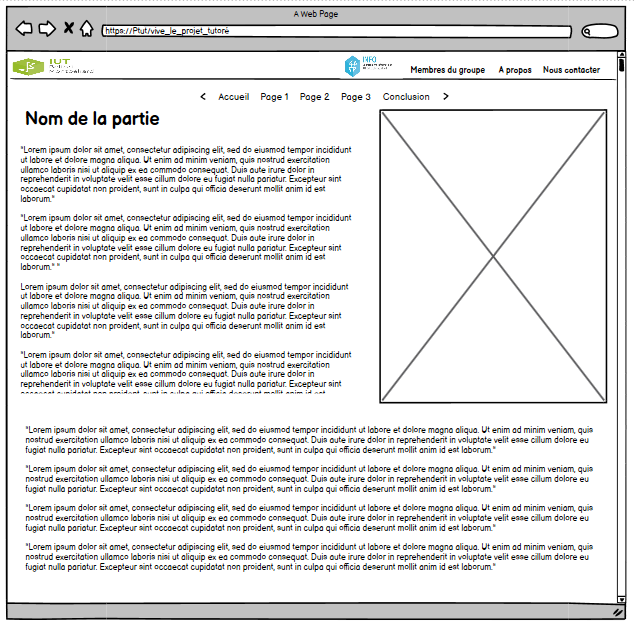 A Web Page
https://Ptut/vive_le_projet_tutoré
IUT
INFO
Membres du groupe A propos Nous contacter
< Accueil Page 1 Page 2 Page 3 Conclusion >
Nom de la partie
"Lorem ipsum dolor sit amet, consectetur adipiscing elit, sed do eiusmod tempor incididunt
ut labore et dolore magna aliqua. Ut enim ad minim veniam, quis nostrud exercitation
ullamco laboris nisi ut aliquip ex ea commodo consequat. Duis aute irure dolor in
reprehenderit in voluptate velit esse cillum dolore eu fugiat nulla pariatur. Excepteur sint
occaecat cupidatat non proident, sunt in culpa qui officia deserunt mollit anim id est
laborum."
"Lorem ipsum dolor sit amet, consectetur adipiscing elit, sed do eiusmod tempor incididunt
ut labore et dolore magna aliqua. Ut enim ad minim veniam, quis nostrud exercitation
ullamco laboris nisi ut aliquip ex ea commodo consequat. Duis aute irure dolor in
reprehenderit in voluptate velit esse cillum dolore eu fugiat nulla pariatur. Excepteur sint
occaecat cupidatat non proident, sunt in culpa qui officia deserunt mollit anim id est
laborum." "
Lorem ipsum dolor sit amet, consectetur adipiscing elit, sed do eiusmod tempor incididunt
ut labore et dolore magna aliqua. Ut enim ad minim veniam, quis nostrud exercitation
ullamco laboris nisi ut aliquip ex ea commodo consequat. Duis aute irure dolor in
reprehenderit in voluptate velit esse cillum dolore eu fugiat nulla pariatur. Excepteur sint
occaecat cupidatat non proident, sunt in culpa qui officia deserunt mollit anim id est
laborum."
"Lorem ipsum dolor sit amet, consectetur adipiscing elit, sed do eiusmod tempor incididunt
ut labore et dolore magna aliqua. Ut enim ad minim veniam, quis nostrud exercitation
ullamco laboris nisi ut aliquip ex ea commodo consequat. Duis aute irure dolor in
reprehenderit in voluptate velit esse cillum dolore eu fugiat nulla pariatur. Excepteur sint
"Lorem ipsum dolor sit amet, consectetur adipiscing elit, sed do eiusmod tempor incididunt ut labore et dolore magna aliqua. Ut enim ad minim veniam, quis
nostrud exercitation ullamco laboris nisi ut aliquip ex ea commodo consequat. Duis aute irure dolor in reprehenderit in voluptate velit esse cillum dolore eu
fugiat nulla pariatur. Excepteur sint occaecat cupidatat non proident, sunt in culpa qui officia deserunt mollit anim id est laborum."
"Lorem ipsum dolor sit amet, consectetur adipiscing elit, sed do eiusmod tempor incididunt ut labore et dolore magna aliqua. Ut enim ad minim veniam, quis
nostrud exercitation ullamco laboris nisi ut aliquip ex ea commodo consequat. Duis aute irure dolor in reprehenderit in voluptate velit esse cillum dolore eu
fugiat nulla pariatur. Excepteur sint occaecat cupidatat non proident, sunt in culpa qui officia deserunt mollit anim id est laborum."
"Lorem ipsum dolor sit amet, consectetur adipiscing elit, sed do eiusmod tempor incididunt ut labore et dolore magna aliqua. Ut enim ad minim veniam, quis
nostrud exercitation ullamco laboris nisi ut aliquip ex ea commodo consequat. Duis aute irure dolor in reprehenderit in voluptate velit esse cillum dolore eu
fugiat nulla pariatur. Excepteur sint occaecat cupidatat non proident, sunt in culpa qui officia deserunt mollit anim id est laborum."
"Lorem ipsum dolor sit amet, consectetur adipiscing elit, sed do eiusmod tempor incididunt ut labore et dolore magna aliqua. Ut enim ad minim veniam, quis
nostrud exercitation ullamco laboris nisi ut aliquip ex ea commodo consequat. Duis aute irure dolor in reprehenderit in voluptate velit esse cillum dolore eu
fugiat nulla pariatur. Excepteur sint occaecat cupidatat non proident, sunt in culpa qui officia deserunt mollit anim id est laborum."